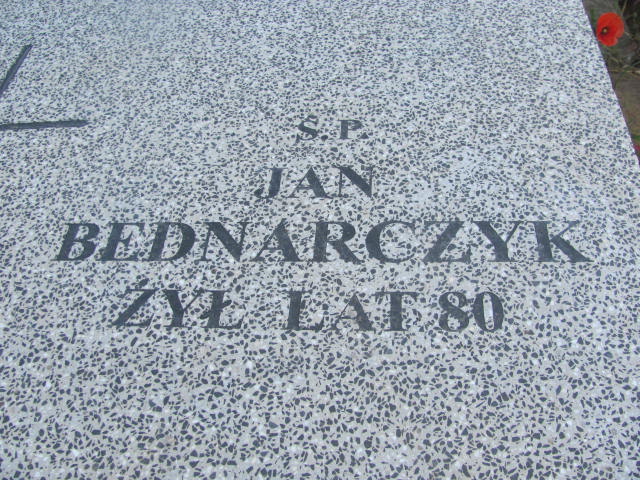 Ś.P.
JAN
BEDNARCZYK
ŻYŁ LAT 80